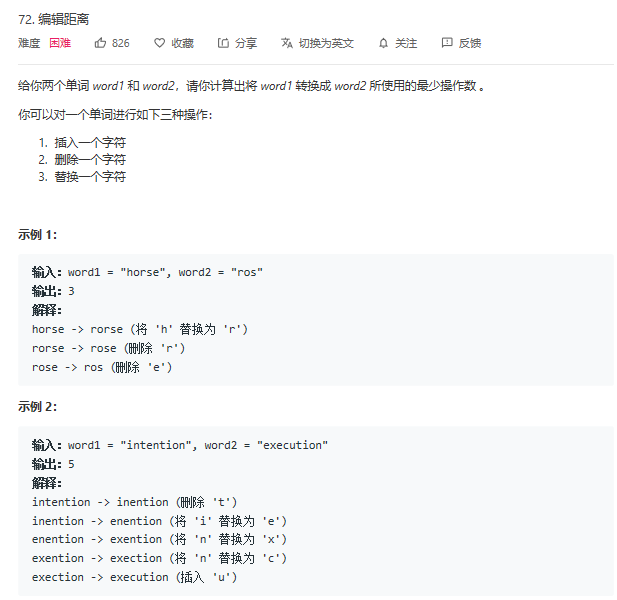 72. 编辑距离
难度 困难 826 收藏 分享 切换为英文 关注 反馈
给你两个单词 word1 和 word2，请你计算出将 word1 转换成 word2 所使用的最少操作数 。
你可以对一个单词进行如下三种操作：
1. 插入一个字符
2. 删除一个字符
3. 替换一个字符
示例 1：
输入：word1 = "horse", word2 = "ros"
输出：3
解释：
horse -> rorse (将 'h' 替换为 'r')
rorse -> rose (删除 'r')
rose -> ros (删除 'e')
示例 2：
输入：word1 = "intention", word2 = "execution"
输出：5
解释：
intention -> inention (删除 't')
inention -> enention (将 'i' 替换为 'e')
enention -> exention (将 'n' 替换为 'x')
exention -> exection (将 'n' 替换为 'c')
exection -> execution (插入 'u')